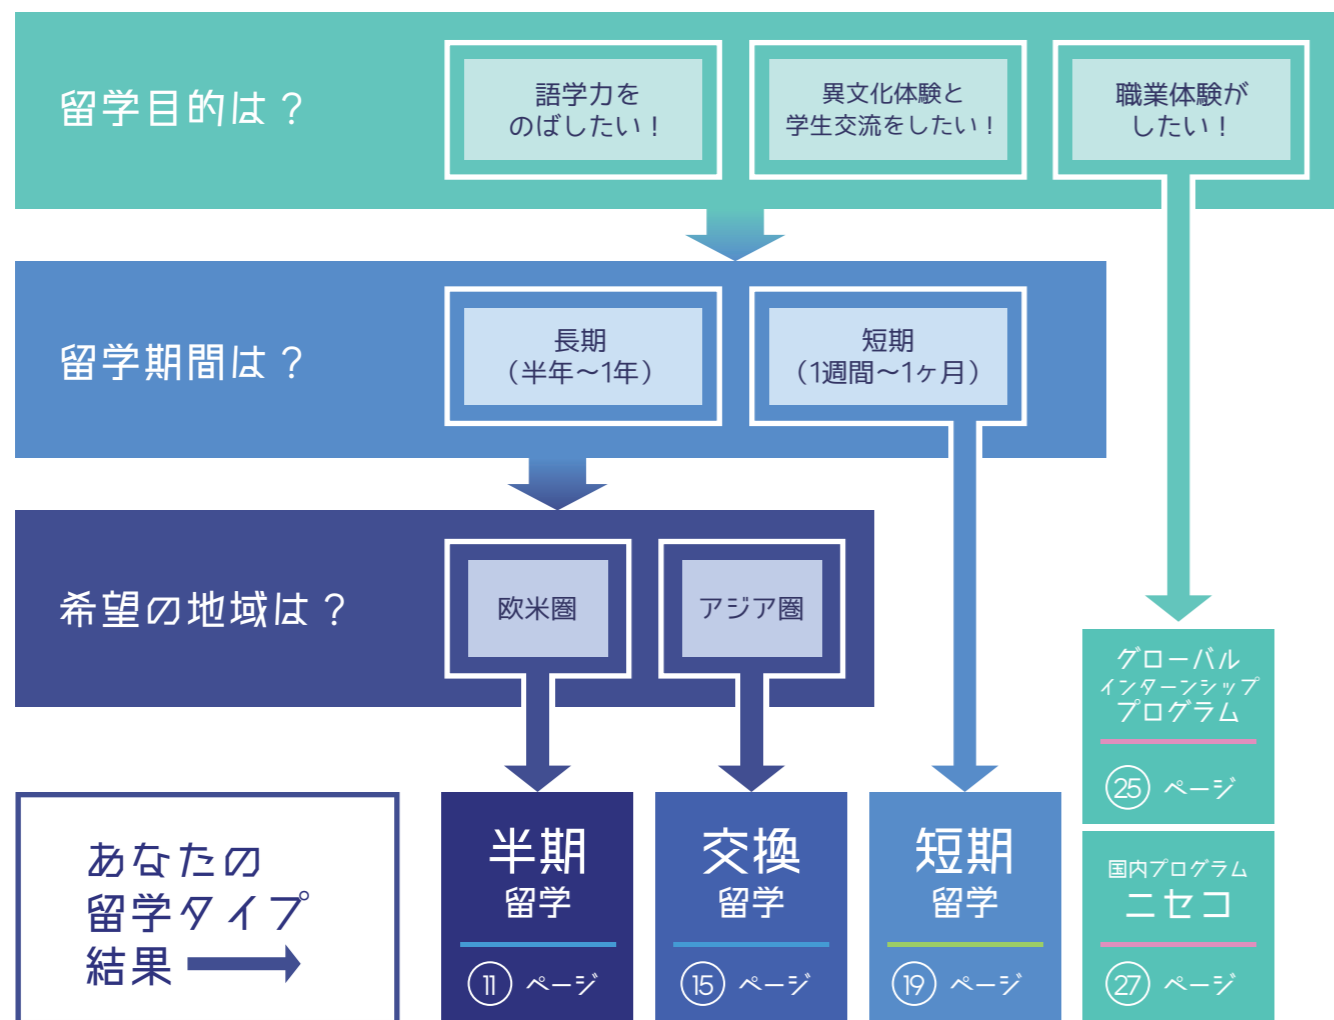 留学目的は？
語学力を
のばしたい！
異文化体験と
学生交流をしたい！
職業体験が
したい！
留学期間は？
長期
（半年〜1年）
短期
（1週間〜1ヶ月）
希望の地域は？
欧米圏
アジア圏
あなたの
留学タイプ
結果
半期
留学
11 ページ
交換
留学
15 ページ
短期
留学
19 ページ
グローバル
インターンシップ
プログラム
25 ページ
国内プログラム
ニセコ
27 ページ